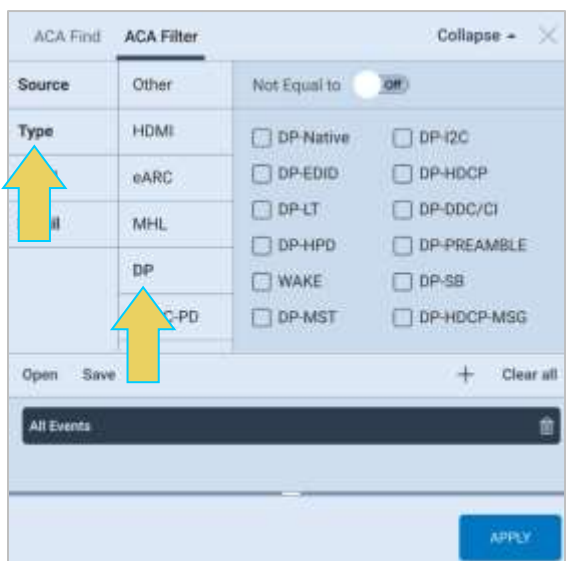 ACA Find ACA Filter Collapse
Source Other Not Equal to Off
Type HDMI DP-Native DP-I2C
eARC DP-EDID DP-HDCP
MHL DP-LT DP-DDC/CI
DP-HPD DP-PREAMBLE
DP WAKE DP-SB
C-PD DP-MST DP-HDCP-MSG
Open Save + Clear all
All Events
APPLY